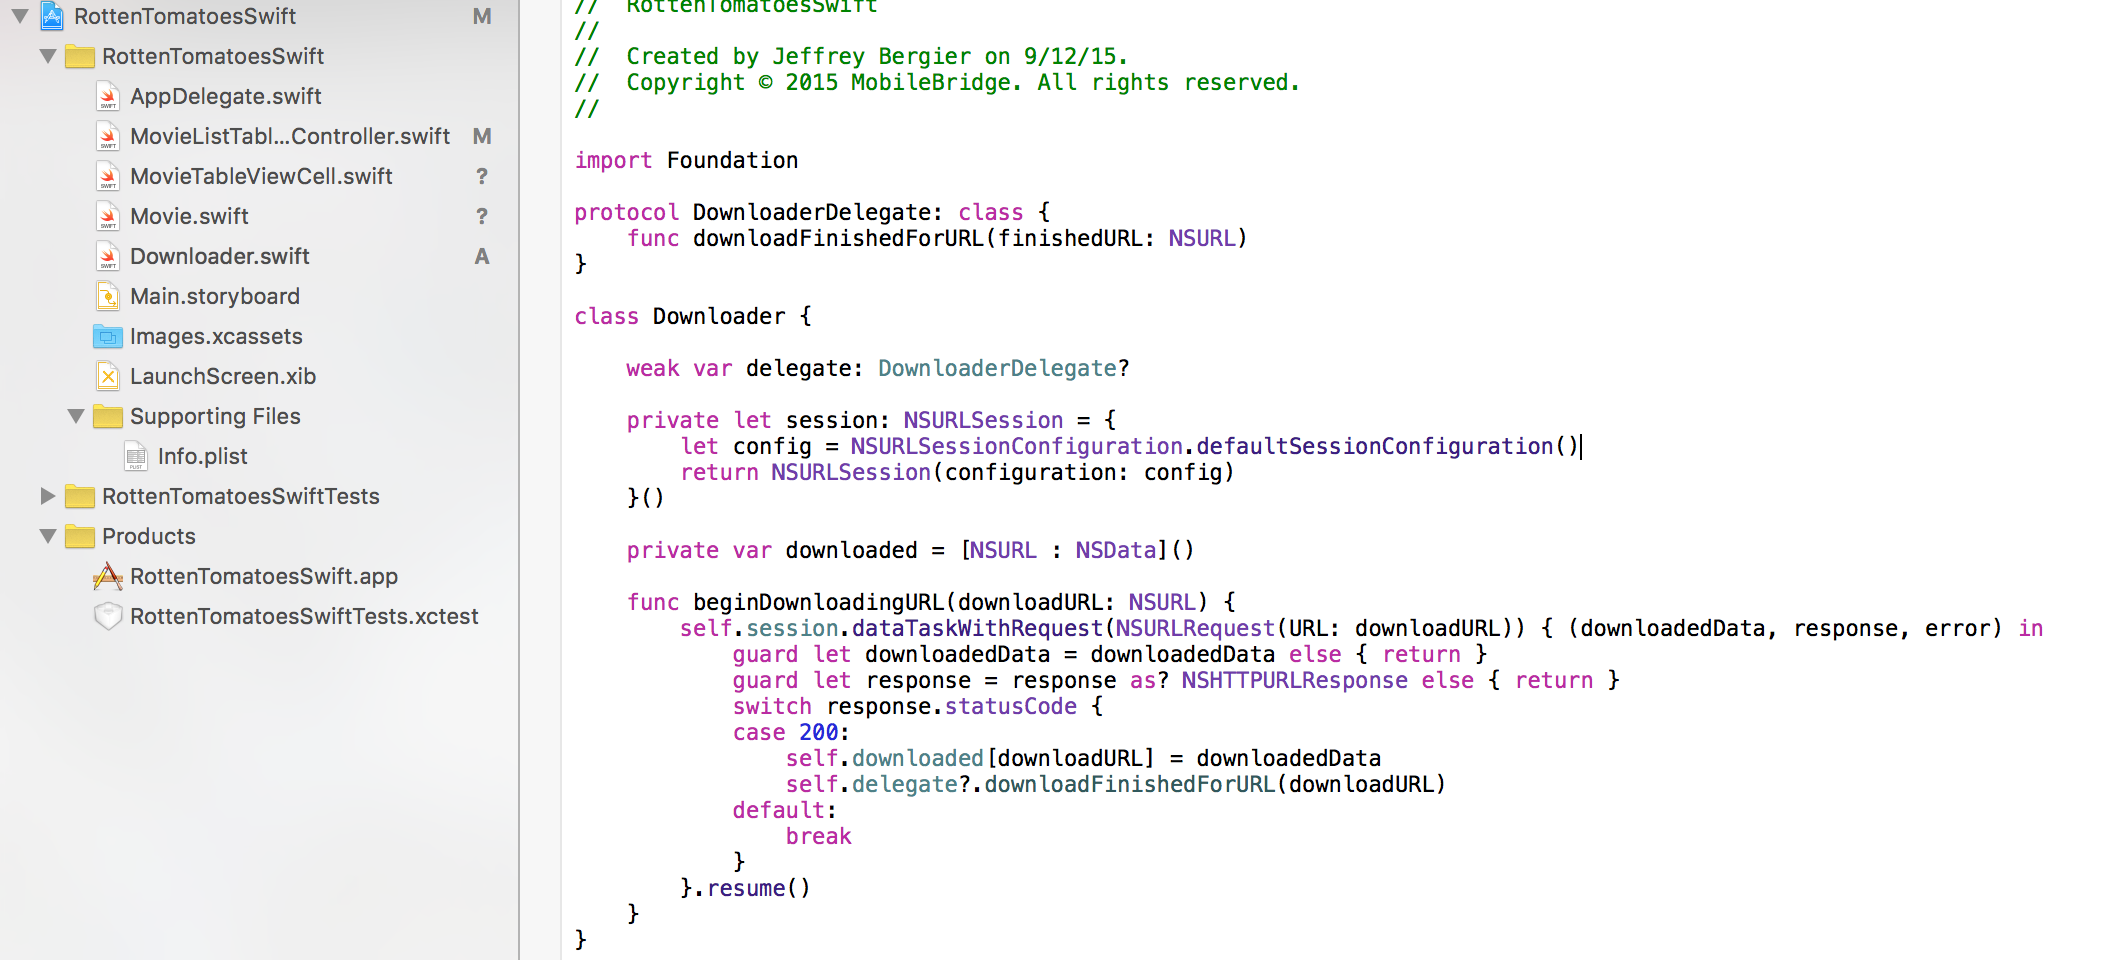 RottenTomatoesSwift M
RottenTomatoesSwift
AppDelegate.swift
MovieListTabl...Controller.swift M
MovieTableViewCell.swift ?
Movie.swift ?
Downloader.swift A
Main.storyboard
Images.xcassets
LaunchScreen.xib
Supporting Files
Info.plist
RottenTomatoesSwiftTests
Products
RottenTomatoesSwift.app
RottenTomatoesSwiftTests.xctest
//  RottenTomatoesSwift
//
//  Created by Jeffrey Bergier on 9/12/15.
//  Copyright © 2015 MobileBridge. All rights reserved.
//
import Foundation
protocol DownloaderDelegate: class {
    func downloadFinishedForURL(finishedURL: NSURL)
}
class Downloader {
    weak var delegate: DownloaderDelegate?
    private let session: NSURLSession = {
        let config = NSURLSessionConfiguration.defaultSessionConfiguration()
        return NSURLSession(configuration: config)
    }()
    private var downloaded = [NSURL : NSData]()
    func beginDownloadingURL(downloadURL: NSURL) {
        self.session.dataTaskWithRequest(NSURLRequest(URL: downloadURL)) { (downloadedData, response, error) in
            guard let downloadedData = downloadedData else { return }
            guard let response = response as? NSHTTPURLResponse else { return }
            switch response.statusCode {
            case 200:
                self.downloaded[downloadURL] = downloadedData
                self.delegate?.downloadFinishedForURL(downloadURL)
            default:
                break
            }
        }.resume()
    }
}